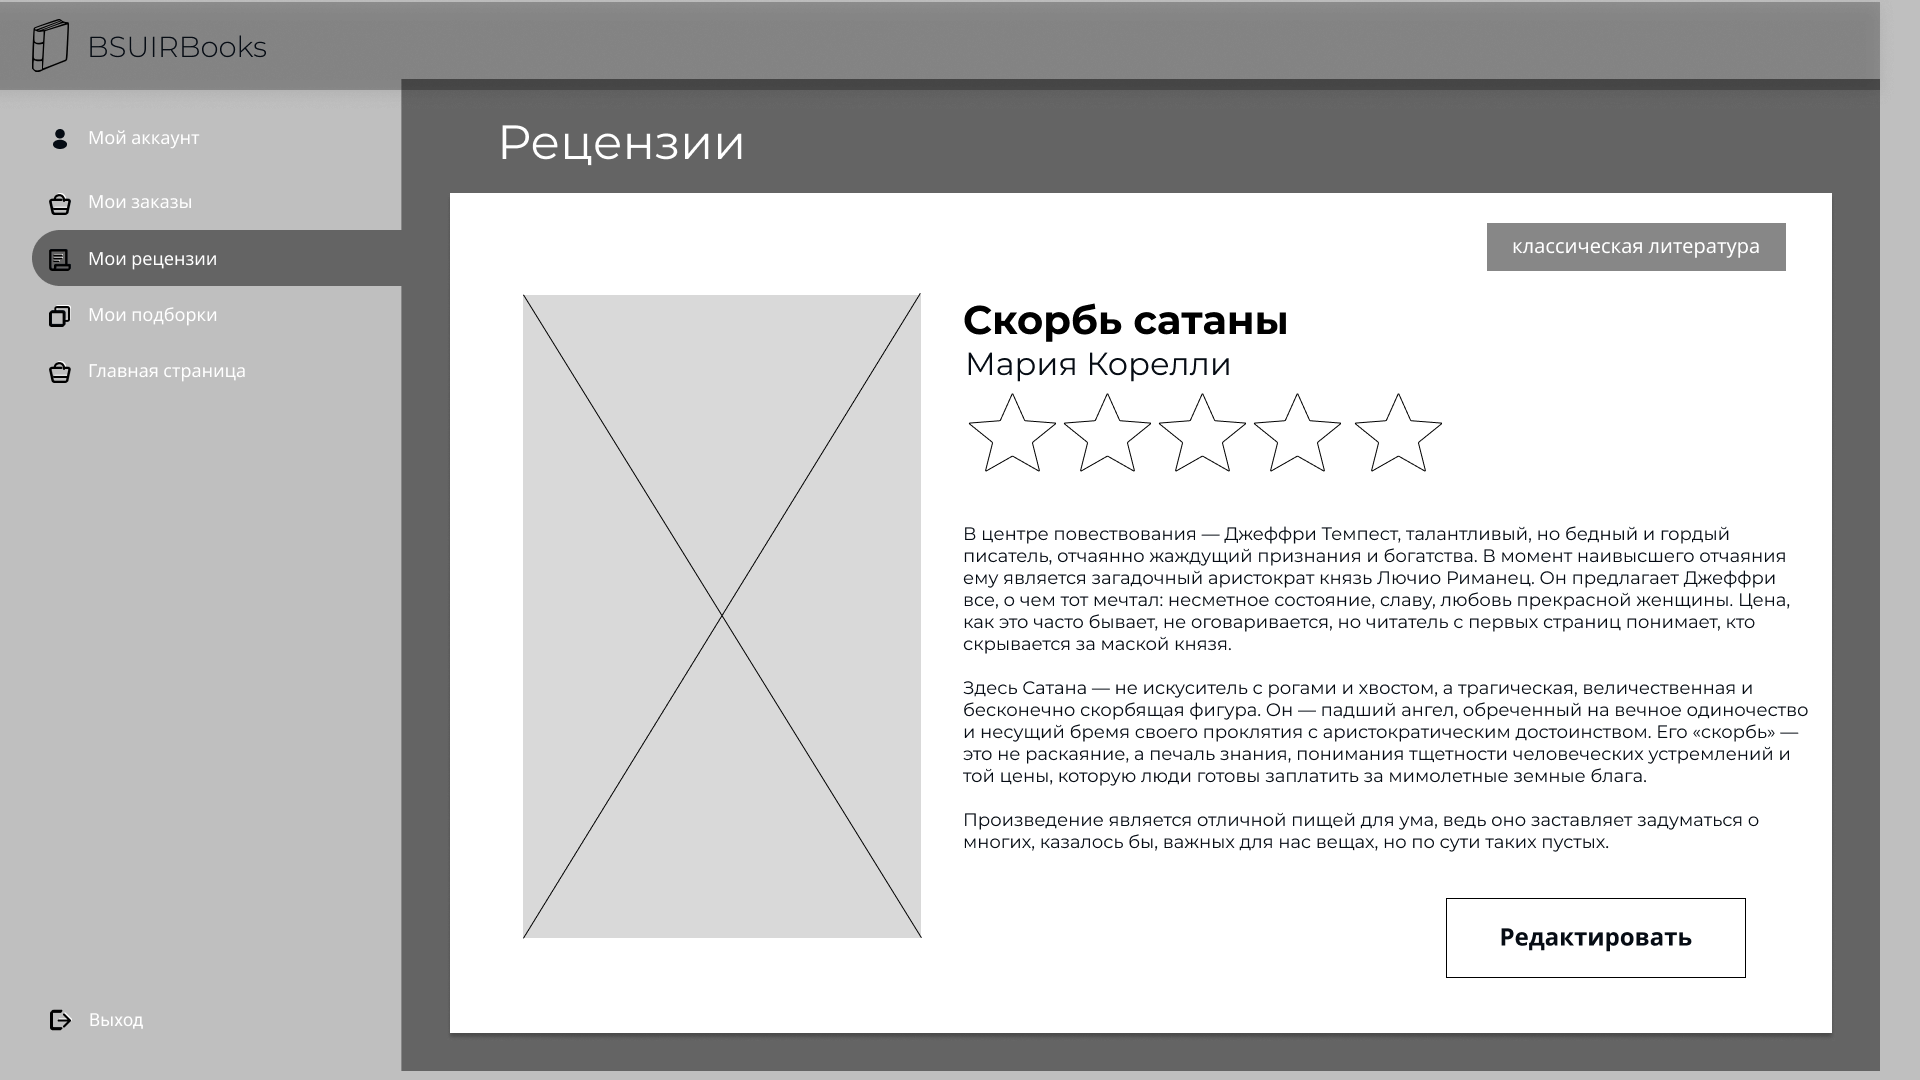 BSUIRBooks
Мой аккаунт
Мои заказы
Мои рецензии
Мои подборки
Главная страница
Выход
Рецензии
классическая литература
Скорбь сатаны
Мария Корелли
В центре повествования — Джеффри Темпест, талантливый, но бедный и гордый
писатель, отчаянно жаждущий признания и богатства. В момент наивысшего отчаяния
ему является загадочный аристократ князь Лючио Риманец. Он предлагает Джеффри
все, о чем тот мечтал: несметное состояние, славу, любовь прекрасной женщины. Цена,
как это часто бывает, не оговаривается, но читатель с первых страниц понимает, кто
скрывается за маской князя.
Здесь Сатана — не искуситель с рогами и хвостом, а трагическая, величественная и
бесконечно скорбящая фигура. Он — падший ангел, обреченный на вечное одиночество
и несущий бремя своего проклятия с аристократическим достоинством. Его «скорбь» —
это не раскаяние, а печаль знания, понимания тщетности человеческих устремлений и
той цены, которую люди готовы заплатить за мимолетные земные блага.
Произведение является отличной пищей для ума, ведь оно заставляет задуматься о
многих, казалось бы, важных для нас вещах, но по сути таких пустых.
Редактировать